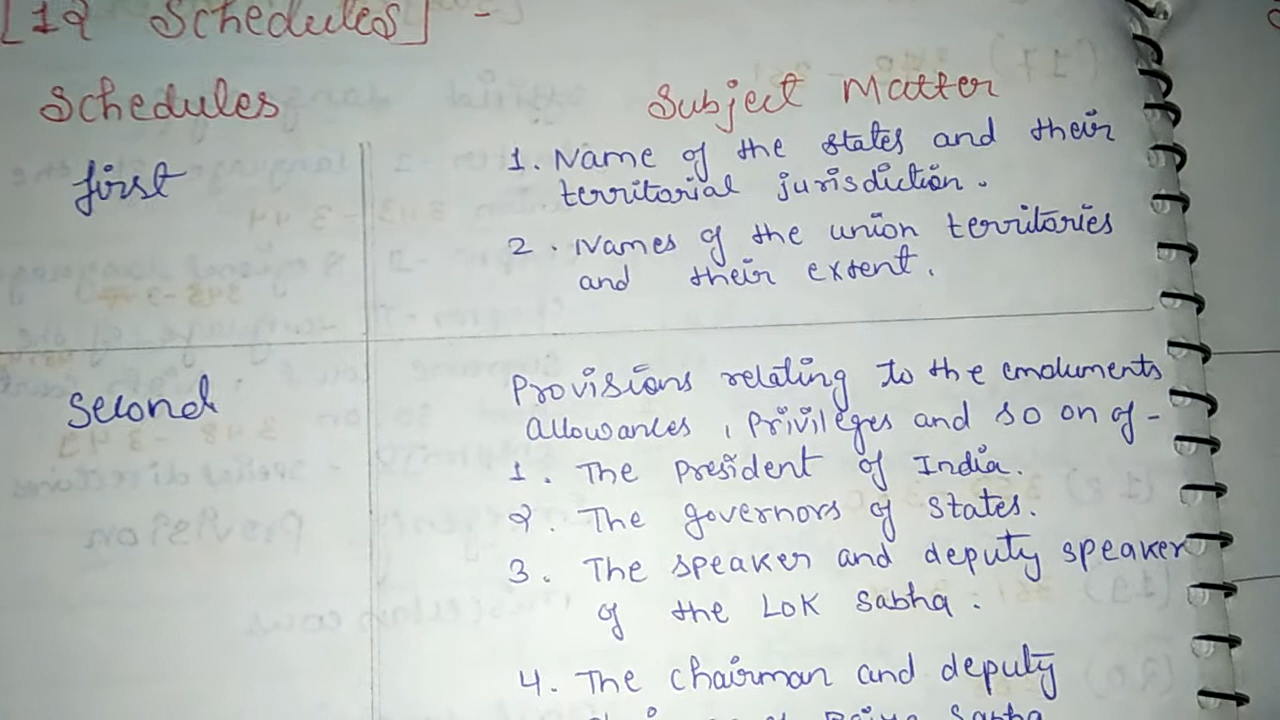 [12 Schedules] -
Schedules Subject Matter
first
1. Name of the states and their
territorial jurisdiction.
2. Names of the union territories
and their extent.
Second
Provisions relating to the emoluments
allowances, Privileges and so on of -
1. The President of India.
2. The governors of states.
3. The speaker and deputy speaker
of the Lok Sabha.
4. The chairman and deputy
Sabha